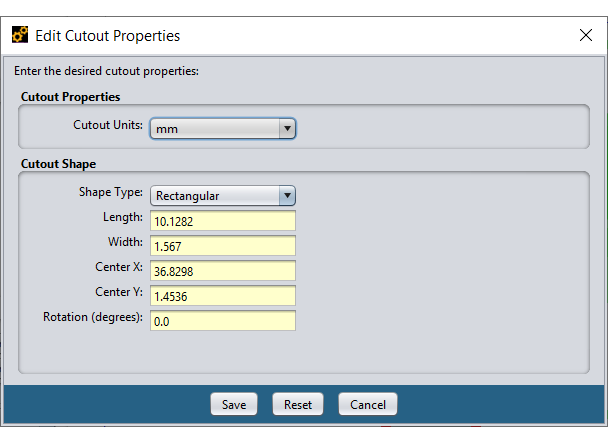 Edit Cutout Properties
Enter the desired cutout properties:
Cutout Properties
Cutout Units: mm
Cutout Shape
Shape Type: Rectangular
Length: 10.1282
Width: 1.567
Center X: 36.8298
Center Y: 1.4536
Rotation (degrees): 0.0
Save Reset Cancel